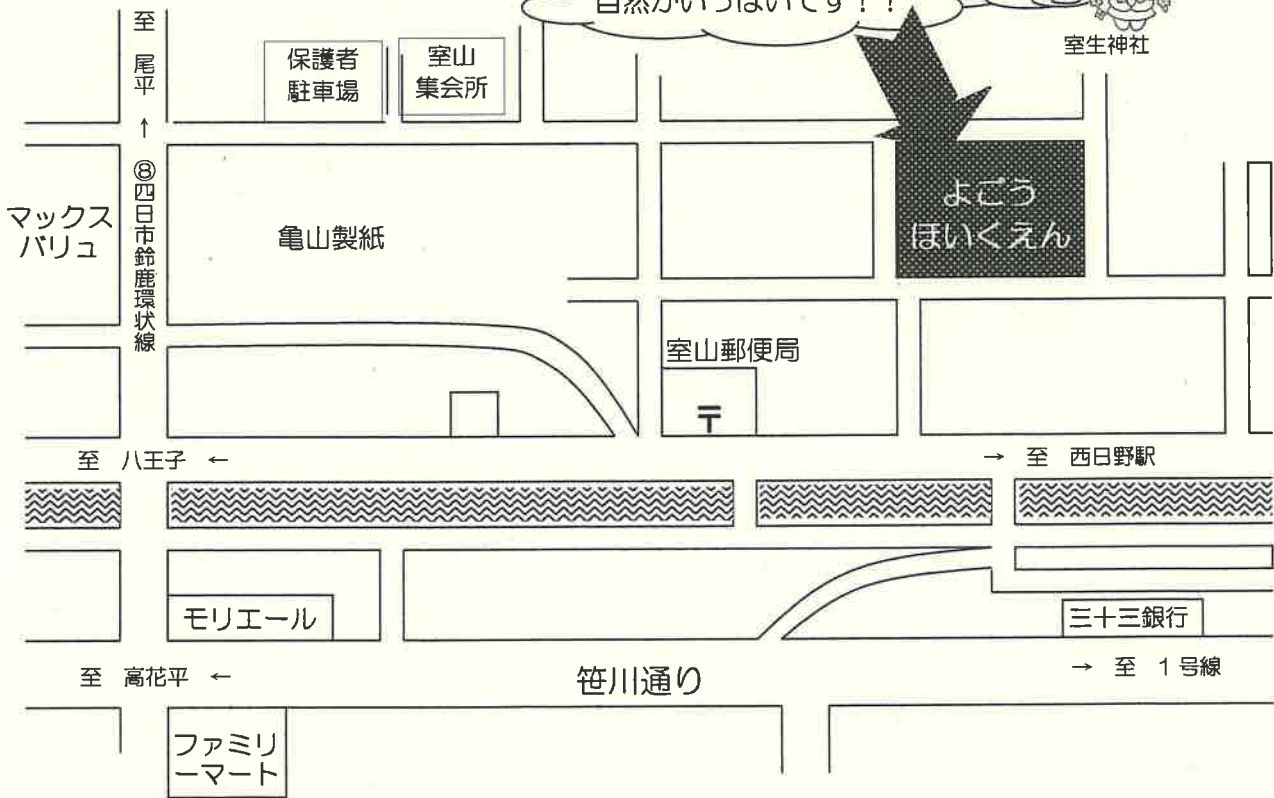 自然がいっぱいです！！
室生神社
至 尾平 ↑
保護者
駐車場
室山
集会所
⑧四日市鈴鹿環状線
マックス
バリュ
亀山製紙
よごう
ほいくえん
室山郵便局
〒
至 八王子 ←
→ 至 西日野駅
モリエール
三十三銀行
至 高花平 ←
笹川通り
→ 至 1号線
ファミリ
ーマート